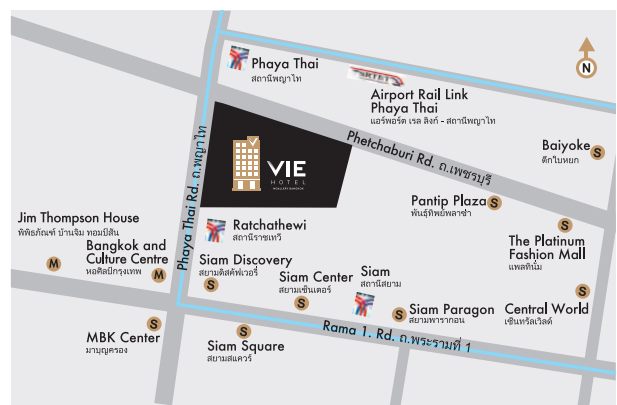 Phaya Thai
สถานีพญาไท
SRTET
Airport Rail Link
Phaya Thai
แอร์พอร์ต เรล ลิงก์ - สถานีพญาไท
N
Phetchaburi Rd. ถ.เพชรบุรี
Baiyoke S
ตึกใบหยก
Phaya Thai Rd. ถ.พญาไท
VIE
HOTEL
MGALLERY BANGKOK
Pantip Plaza S
พันธุ์ทิพย์พลาซ่า
Jim Thompson House
พิพิธภัณฑ์ บ้านจิม ทอมป์สัน
M
Bangkok and
Culture Centre
หอศิลป์กรุงเทพ M
Ratchathewi
สถานีราชเทวี
S
The Platinum
Fashion Mall
แพลทินั่ม
Siam Discovery
สยามดิสคัฟเวอรี่
S
Siam Center
สยามเซ็นเตอร์
S
Siam
สถานีสยาม
S Siam Paragon
สยามพารากอน
S
Central World
เซ็นทรัลเวิลด์
Rama 1. Rd. ถ.พระรามที่ 1
S
MBK Center
มาบุญครอง
S
Siam Square
สยามสแควร์